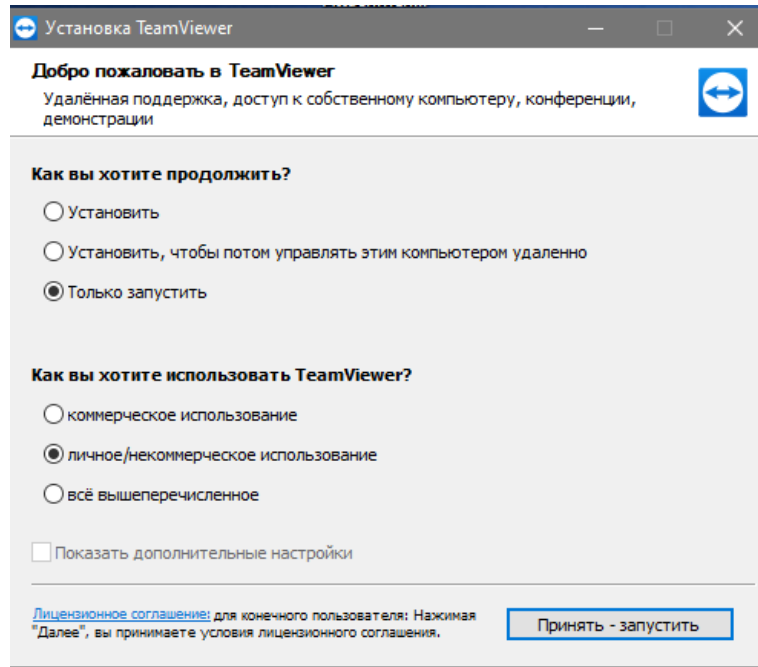 Установка TeamViewer
Добро пожаловать в TeamViewer
Удалённая поддержка, доступ к собственному компьютеру, конференции,
демонстрации
Как вы хотите продолжить?
Установить
Установить, чтобы потом управлять этим компьютером удаленно
Только запустить
Как вы хотите использовать TeamViewer?
коммерческое использование
личное/некоммерческое использование
всё вышеперечисленное
Показать дополнительные настройки
Лицензионное соглашение: для конечного пользователя: Нажимая
"Далее", вы принимаете условия лицензионного соглашения.
Принять - запустить